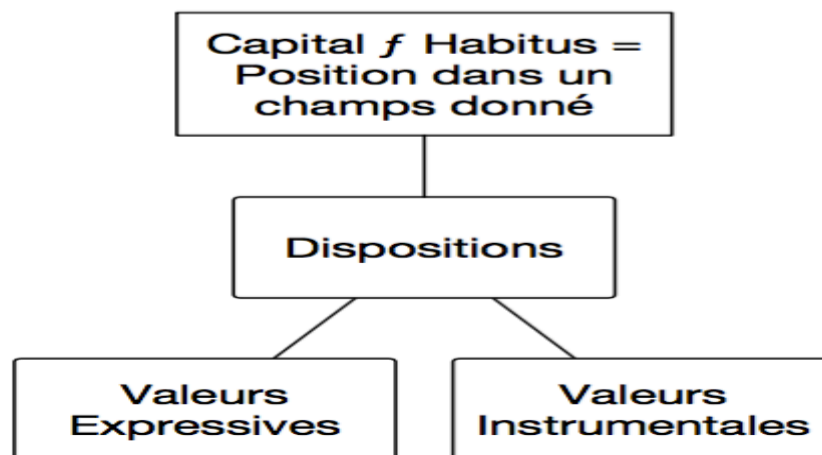 Capital ƒ Habitus =
Position dans un
champs donné
Dispositions
Valeurs
Expressives
Valeurs
Instrumentales